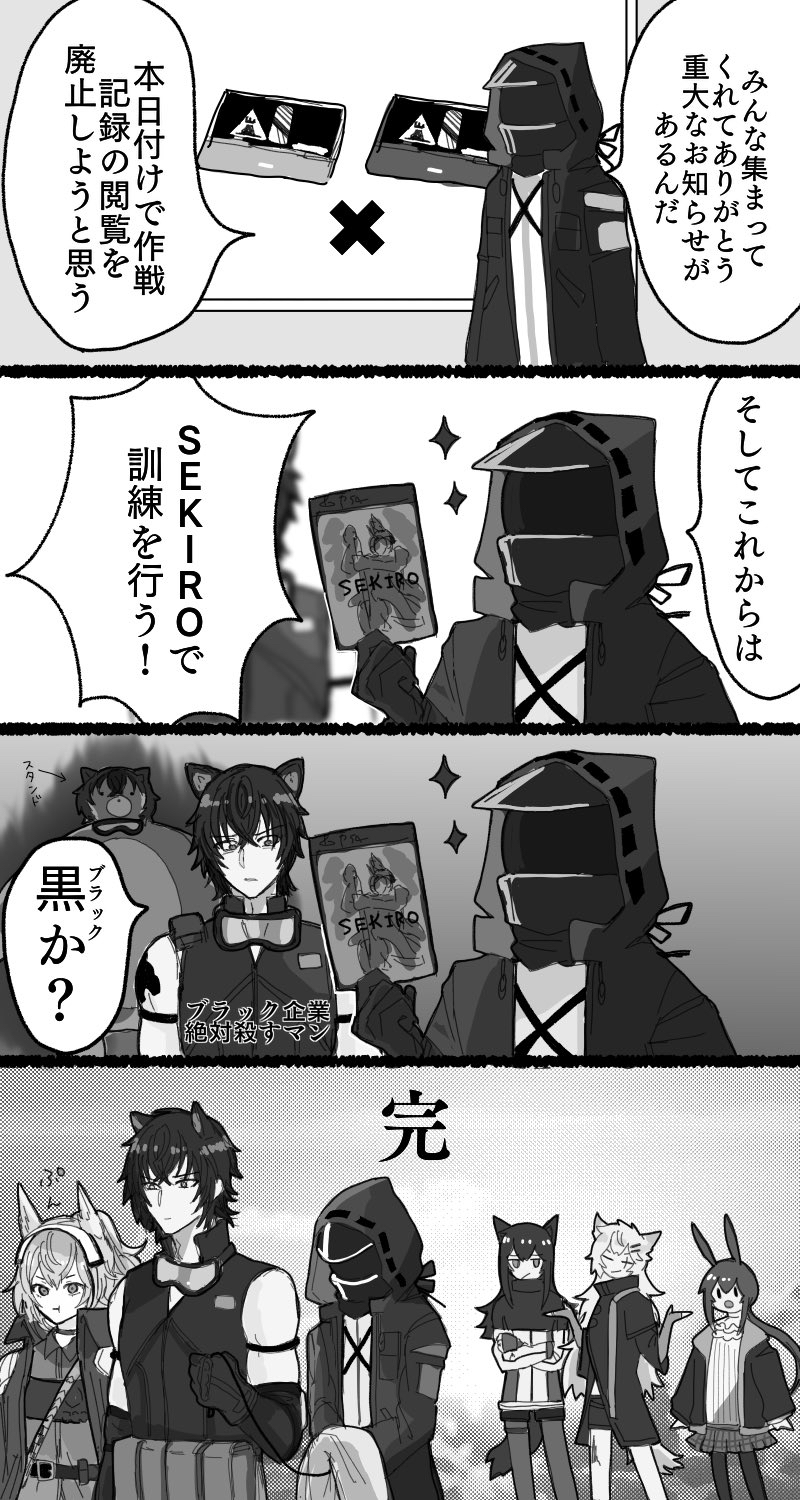 みんな集まって
くれてありがとう
重大なお知らせが
あるんだ
本日付けで作戦
記録の閲覧を
廃止しようと思う
そしてこれからは
SEKIROで
訓練を行う！
SEKIRO
スタンド
黒か？
ブラック
SEKIRO
ブラック企業
絶対殺すマン
完
ぷん